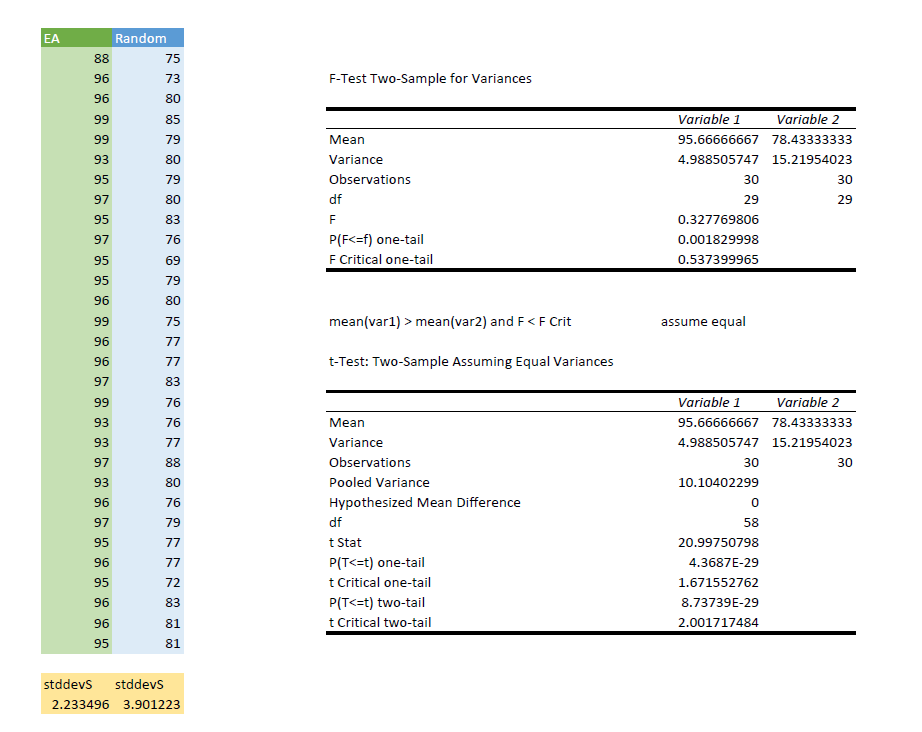 EA Random
88 75
96 73
96 80
99 85
99 79
93 80
95 79
97 80
95 83
97 76
95 69
95 79
96 80
99 75
96 77
96 77
97 83
99 76
93 76
93 77
97 88
93 80
96 76
97 79
95 77
96 77
95 72
96 83
96 81
95 81
stddevS stddevS
2.233496 3.901223
F-Test Two-Sample for Variances
Variable 1 Variable 2
Mean 95.66666667 78.43333333
Variance 4.988505747 15.21954023
Observations 30 30
df 29 29
F 0.327769806
P(F<=f) one-tail 0.001829998
F Critical one-tail 0.537399965
mean(var1) > mean(var2) and F < F Crit assume equal
t-Test: Two-Sample Assuming Equal Variances
Variable 1 Variable 2
Mean 95.66666667 78.43333333
Variance 4.988505747 15.21954023
Observations 30 30
Pooled Variance 10.10402299
Hypothesized Mean Difference 0
df 58
t Stat 20.99750798
P(T<=t) one-tail 4.3687E-29
t Critical one-tail 1.671552762
P(T<=t) two-tail 8.73739E-29
t Critical two-tail 2.001717484